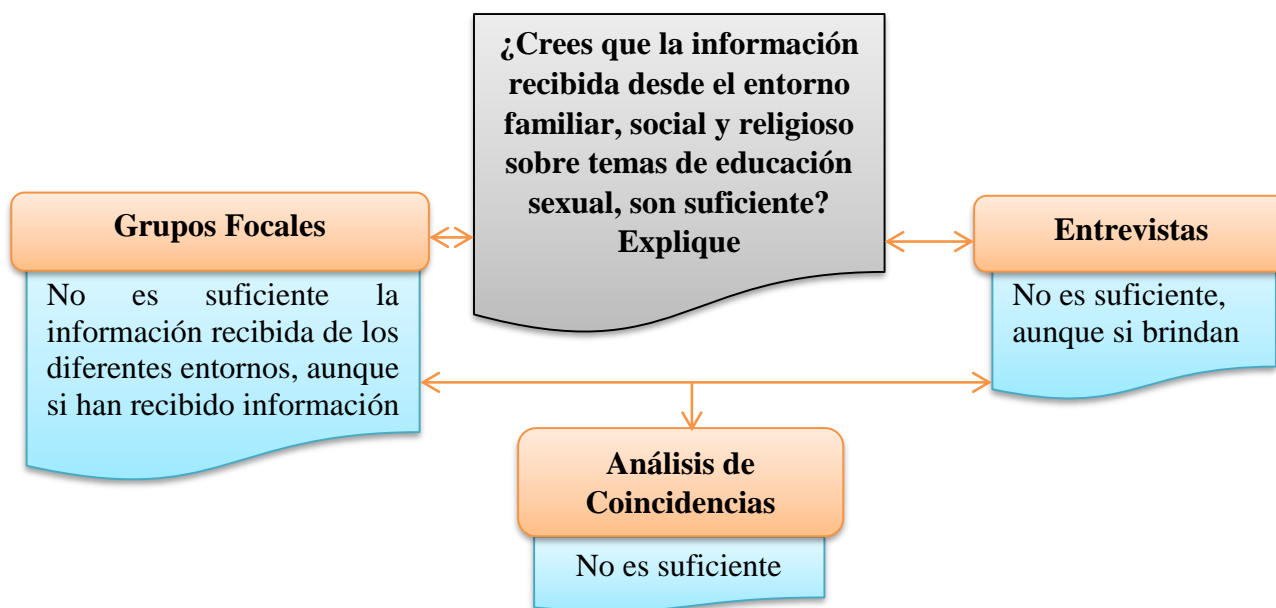 ¿Crees que la información
recibida desde el entorno
familiar, social y religioso
sobre temas de educación
sexual, son suficiente?
Explique
Grupos Focales
No es suficiente la
información recibida de los
diferentes entornos, aunque
si han recibido información
Entrevistas
No es suficiente,
aunque si brindan
Análisis de
Coincidencias
No es suficiente